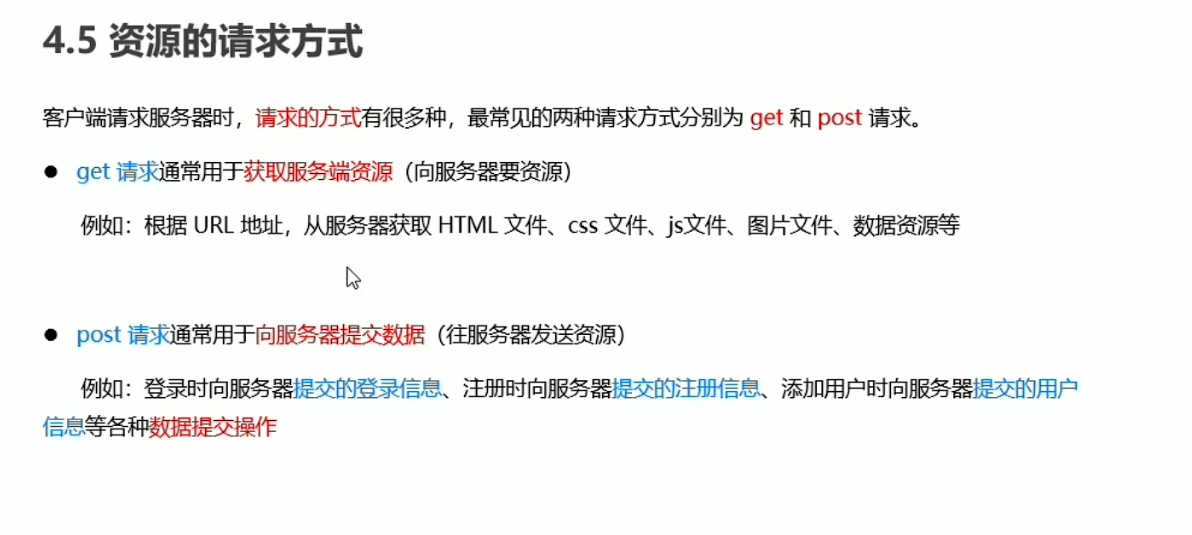 4.5 资源的请求方式
客户端请求服务器时，请求的方式有很多种，最常见的两种请求方式分别为 get 和 post 请求。
● get 请求通常用于获取服务端资源（向服务器要资源）
例如：根据 URL 地址，从服务器获取 HTML 文件、css 文件、js文件、图片文件、数据资源等
● post 请求通常用于向服务器提交数据（往服务器发送资源）
例如：登录时向服务器提交的登录信息、注册时向服务器提交的注册信息、添加用户时向服务器提交的用户
信息等各种数据提交操作